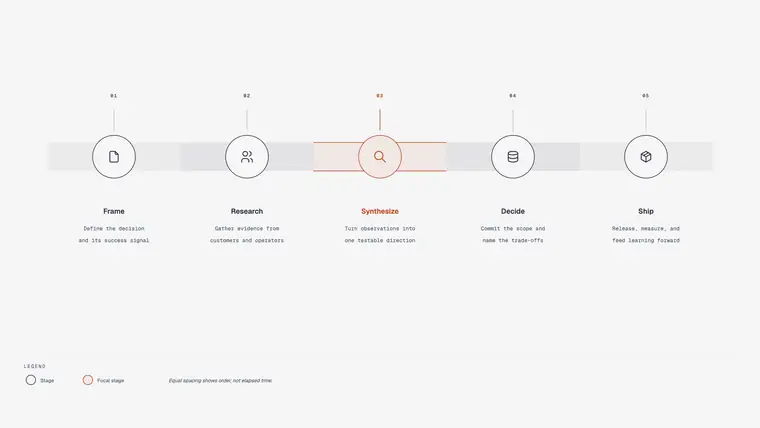 01
02
03
04
05
Frame
Research
Synthesize
Decide
Ship
Define the decision
and its success signal
Gather evidence from
customers and operators
Turn observations into
one tastable direction
Commit the scope and
name the trade-offs
Release, measure, and
feed learning forward
LEGEND
Stage
Focal stage
Equal spacing shows order, not elapsed time.